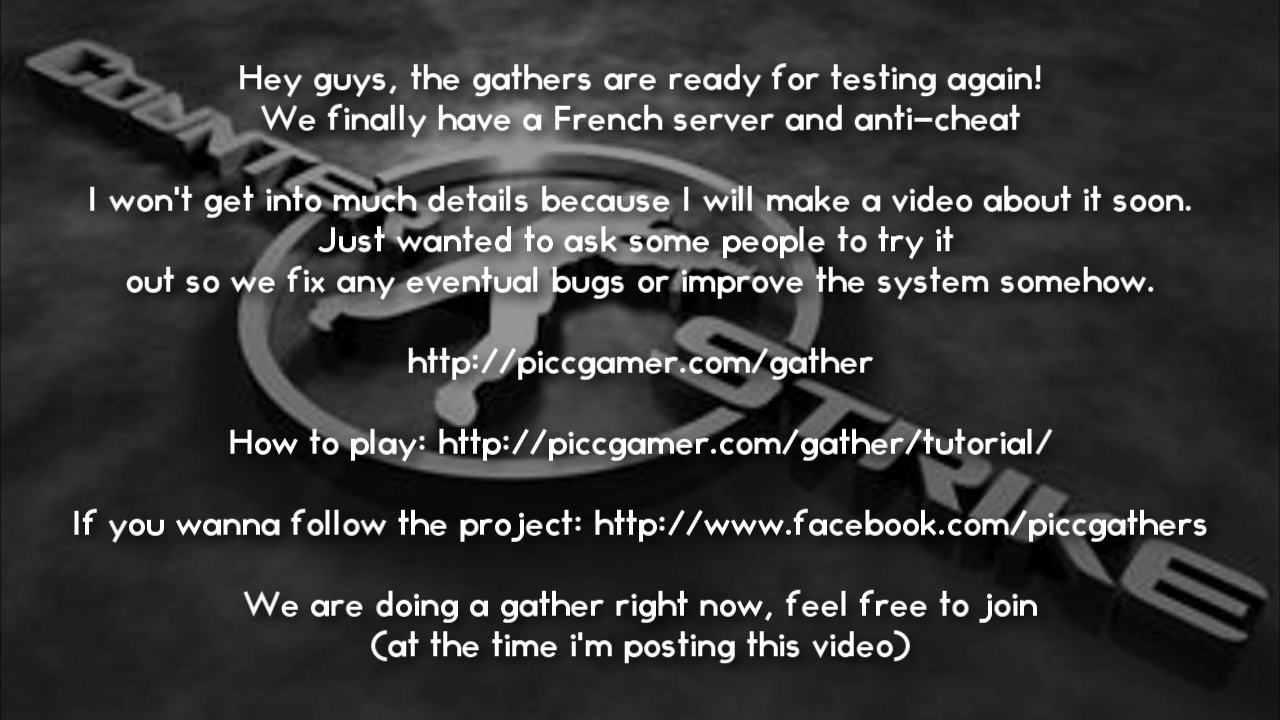 COUNTER
STRIKE
Hey guys, the gathers are ready for testing again!
We finally have a French server and anti-cheat
I won't get into much details because I will make a video about it soon.
Just wanted to ask some people to try it
out so we fix any eventual bugs or improve the system somehow.
http://piccgamer.com/gather
How to play: http://piccgamer.com/gather/tutorial/
If you wanna follow the project: http://www.facebook.com/piccgathers
We are doing a gather right now, feel free to join
(at the time i'm posting this video)